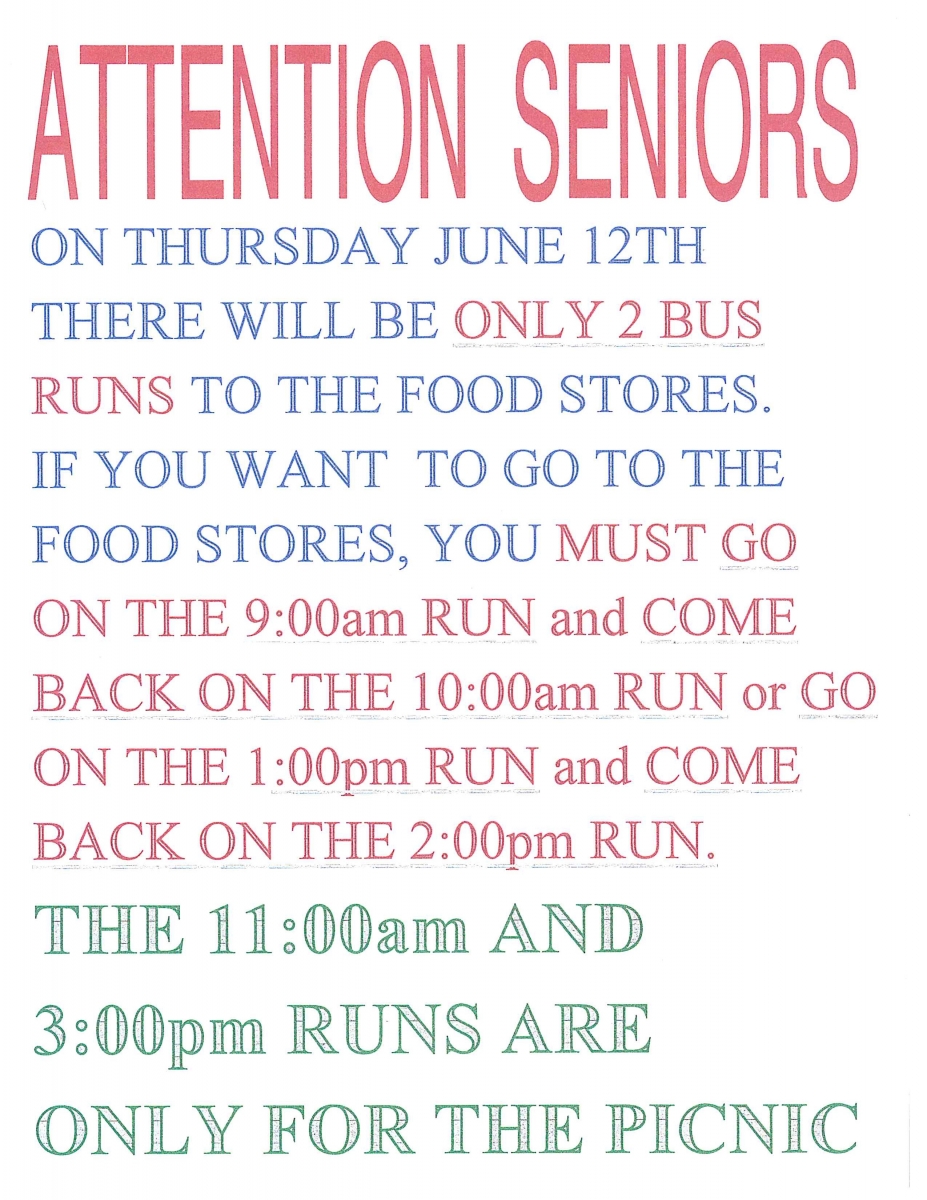 ATTENTION SENIORS
ON THURSDAY JUNE 12TH
THERE WILL BE ONLY 2 BUS
RUNS TO THE FOOD STORES.
IF YOU WANT TO GO TO THE
FOOD STORES, YOU MUST GO
ON THE 9:00am RUN and COME
BACK ON THE 10:00am RUN or GO
ON THE 1:00pm RUN and COME
BACK ON THE 2:00pm RUN.
THE 11:00am AND
3:00pm RUNS ARE
ONLY FOR THE PICNIC